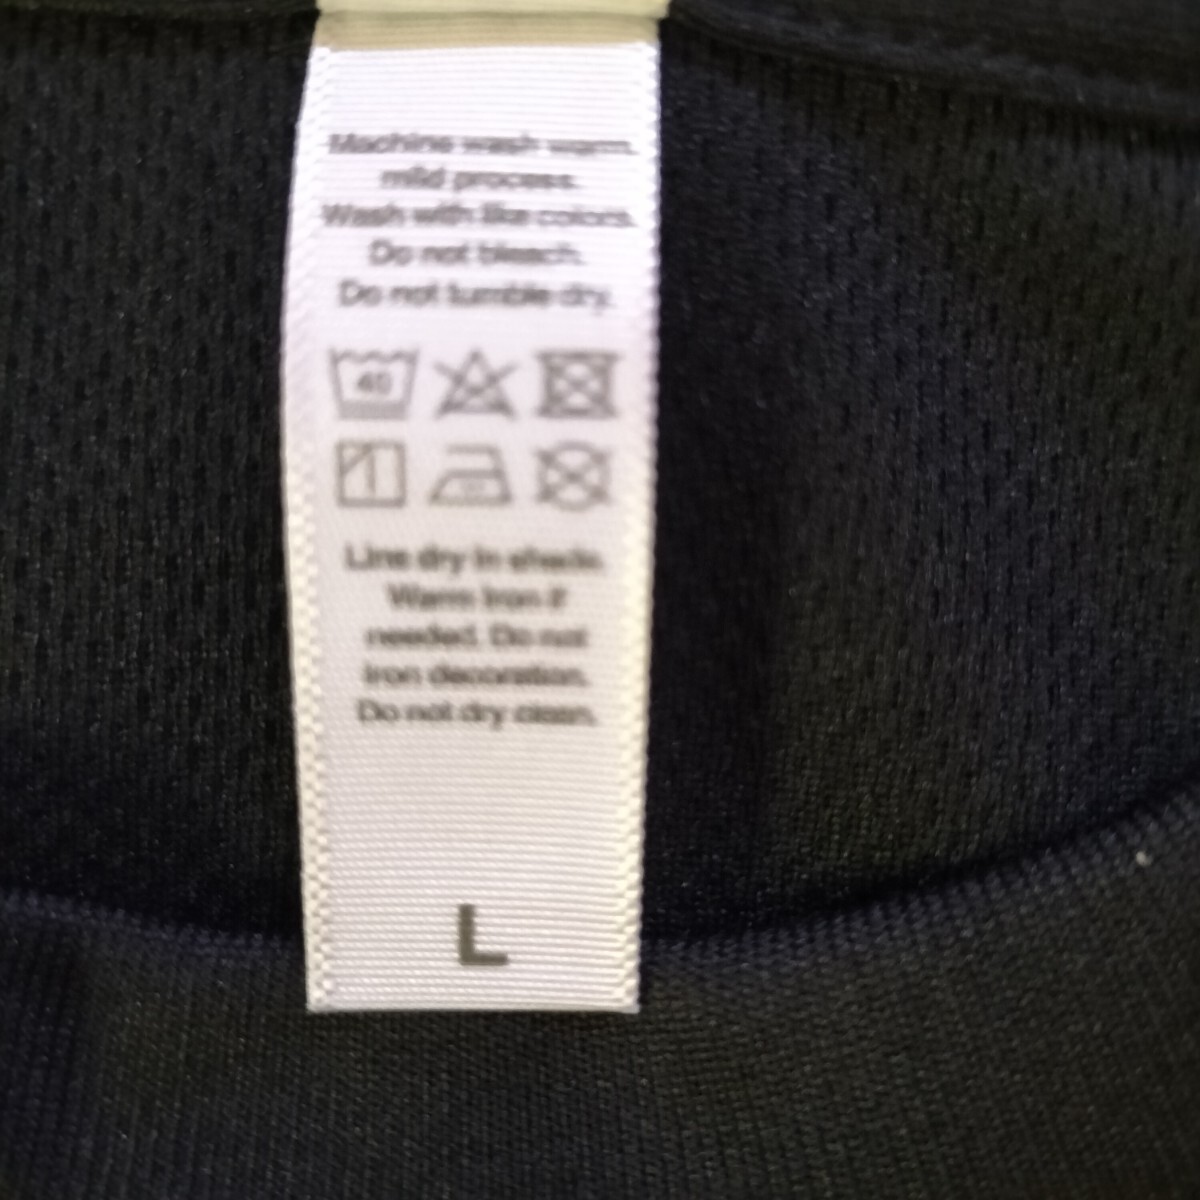 Machine wash warm,
mild process.
Wash with like colors.
Do not bleach.
Do not tumble dry.
40
Line dry in shade.
Warm Iron if
needed. Do not
iron decoration.
Do not dry clean.
L